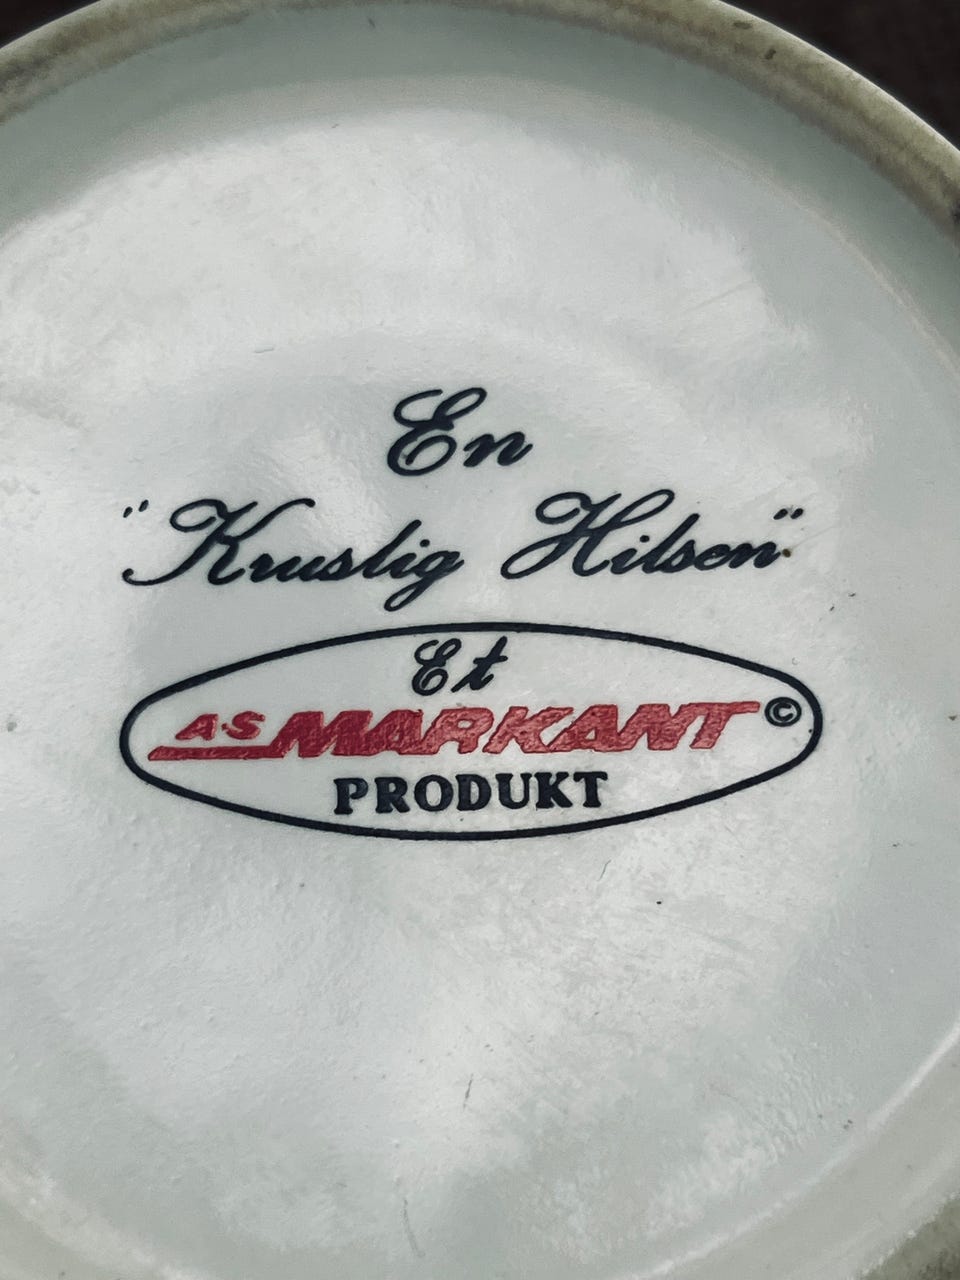 En
"Kruslig Hilsen"
Et
A·S MARKANT ©
PRODUKT